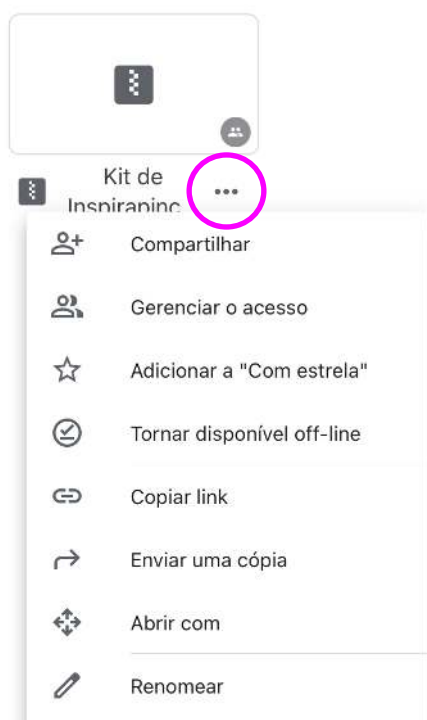 Kit de
Inspirapinc
Compartilhar
Gerenciar o acesso
Adicionar a "Com estrela"
Tornar disponível off-line
Copiar link
Enviar uma cópia
Abrir com
Renomear